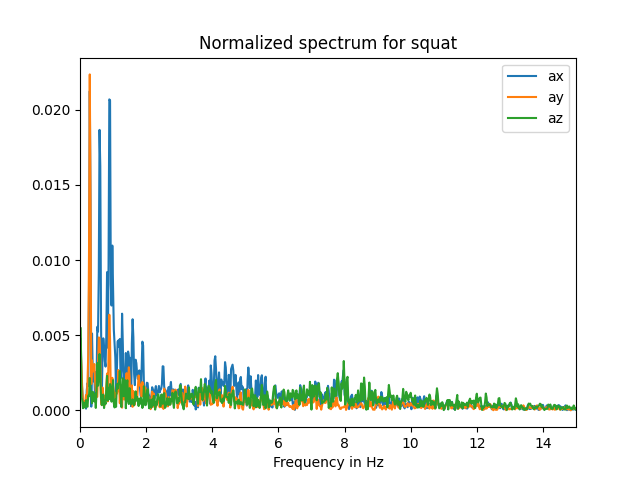 Normalized spectrum for squat
ax
ay
az
0.020
0.015
0.010
0.005
0.000
0 2 4 6 8 10 12 14
Frequency in Hz